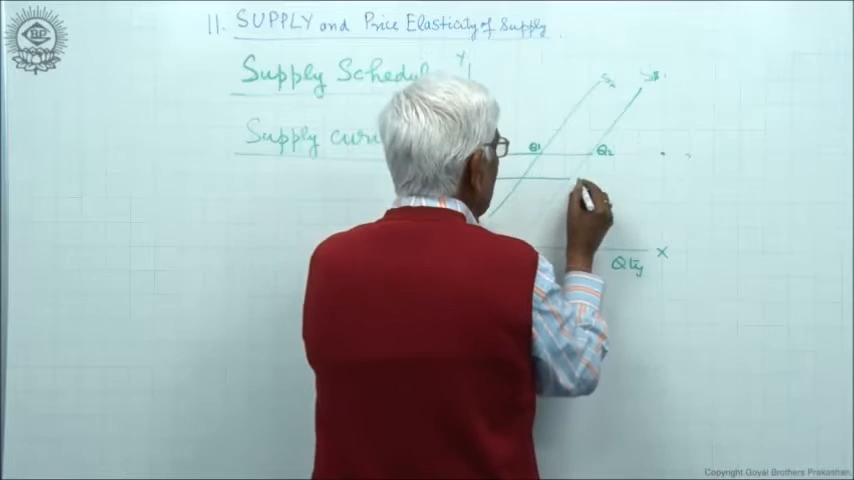 11. SUPPLY and Price Elasticity of Supply
Supply Schedul
Y
Supply curv
Q1
Q2
Qty
X
Copyright Goyal Brothers Prakashan